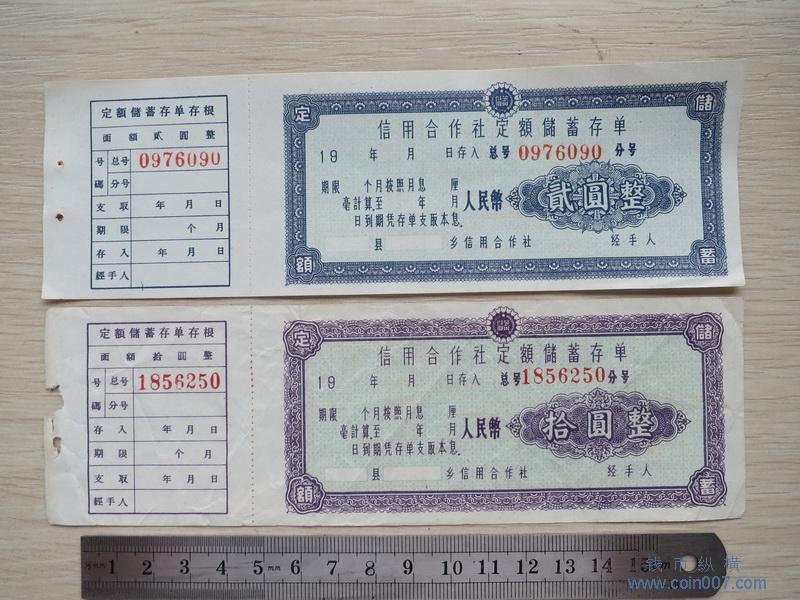 定額儲蓄存单存根
面額貳圓整
号碼 总号 0976090
分号
支取 年月日
期限 个月
存入 年月日
經手人
定 儲
信用合作社定額儲蓄存单
19 年 月 日存入 总号 0976090 分号
期限 个月按照月息 厘
毫計算.至 年 月 人民幣 貳圓整
日到期凭存单支取本息.
县 乡信用合作社 经手人
額 蓄
定額儲蓄存单存根
面額拾圓整
号碼 总号 1856250
分号
存入 年月日
期限 个月
支取 年月日
經手人
定 儲
信用合作社定額儲蓄存单
19 年 月 日存入 总号 1856250 分号
期限 个月按照月息 厘
毫計算.至 年 月 人民幣 拾圓整
日到期凭存单支取本息.
县 乡信用合作社 经手人
額 蓄
1 2 3 4 5 mm 6 7 8 9 10 11 12 13 14 15 mm
钱币纵横
www.coin007.com